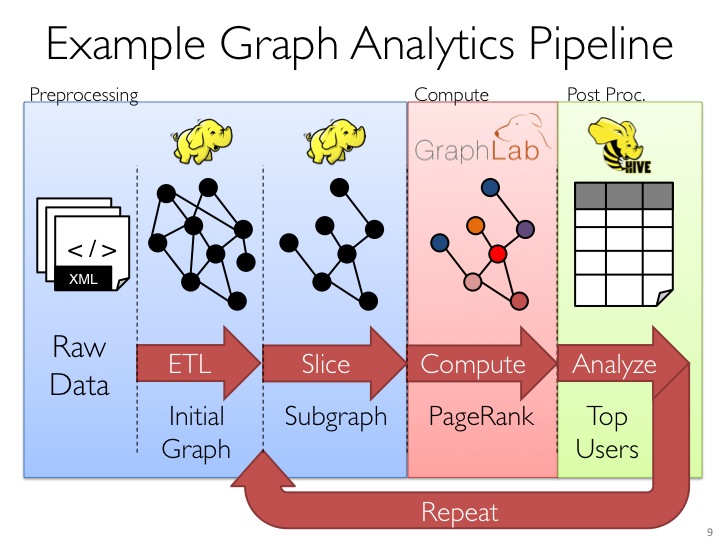 Example Graph Analytics Pipeline
Preprocessing
Compute
Post Proc.
GraphLab
HIVE
< / >
XML
Raw
Data
ETL
Slice
Compute
Analyze
Initial
Graph
Subgraph
PageRank
Top
Users
Repeat
9